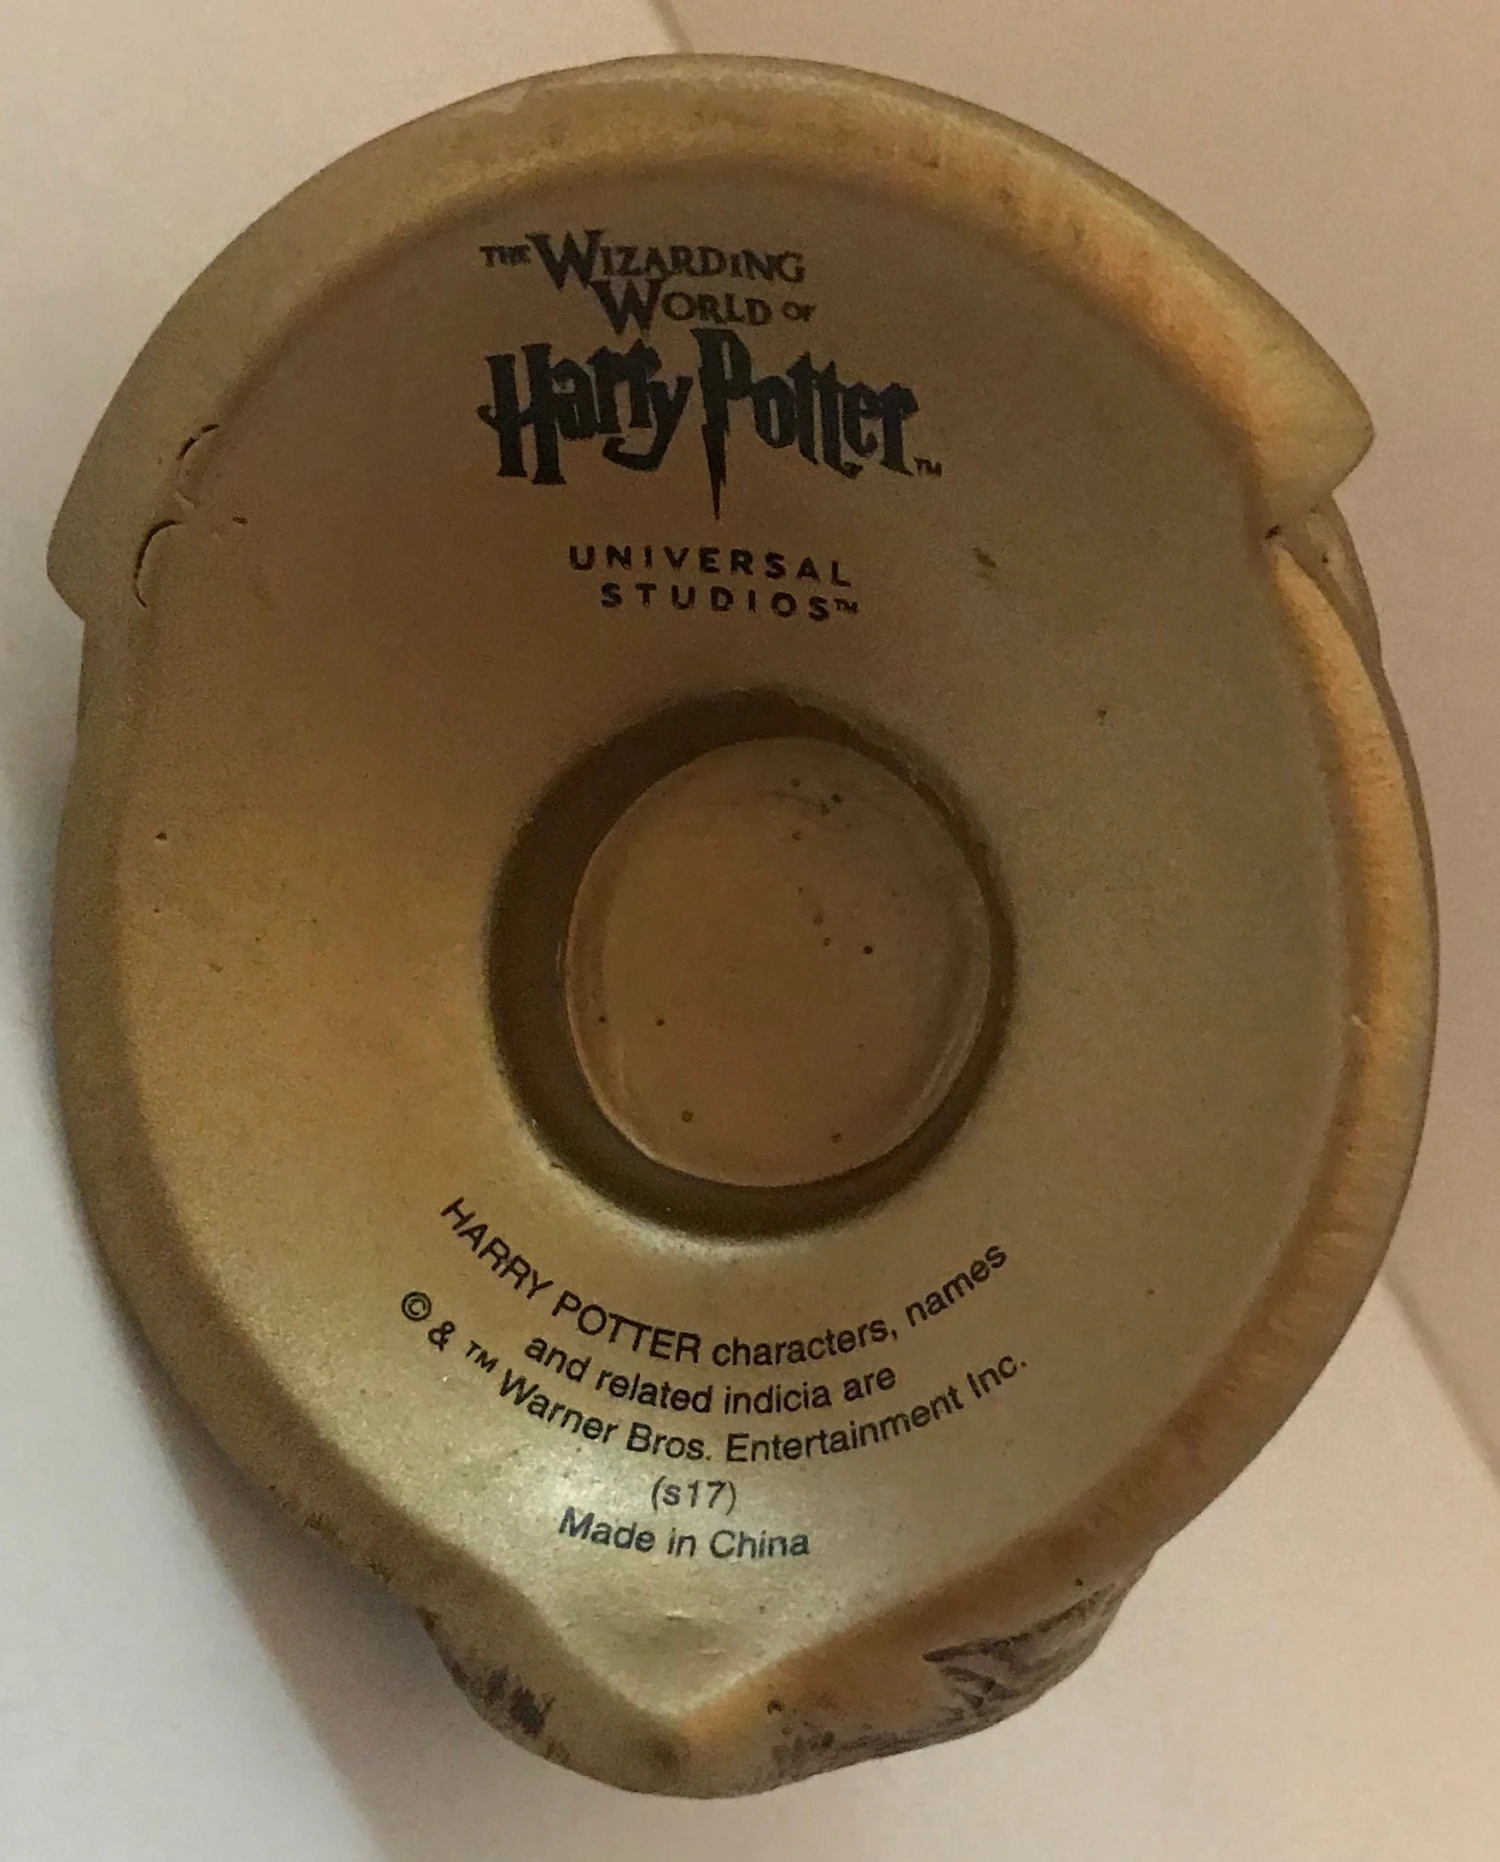 THE WIZARDING
WORLD OF
Harry Potter™
UNIVERSAL
STUDIOS™
HARRY POTTER characters, names
and related indicia are
© & ™ Warner Bros. Entertainment Inc.
(s17)
Made in China